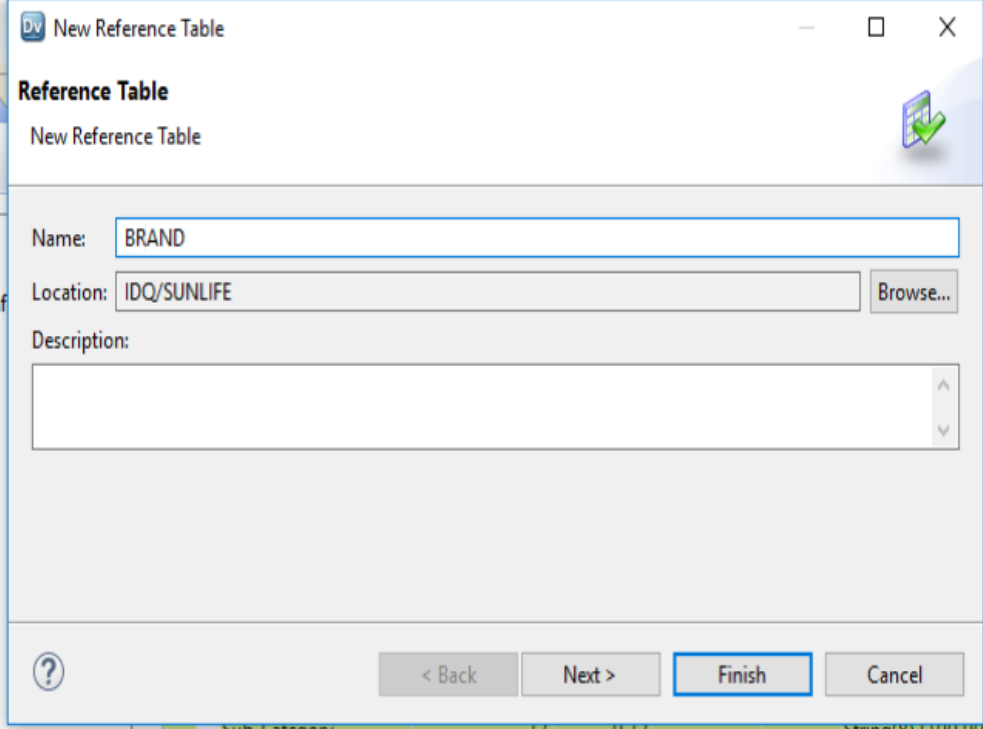 Dv New Reference Table
Reference Table
New Reference Table
Name: BRAND
Location: IDQ/SUNLIFE Browse...
Description:
? < Back Next > Finish Cancel